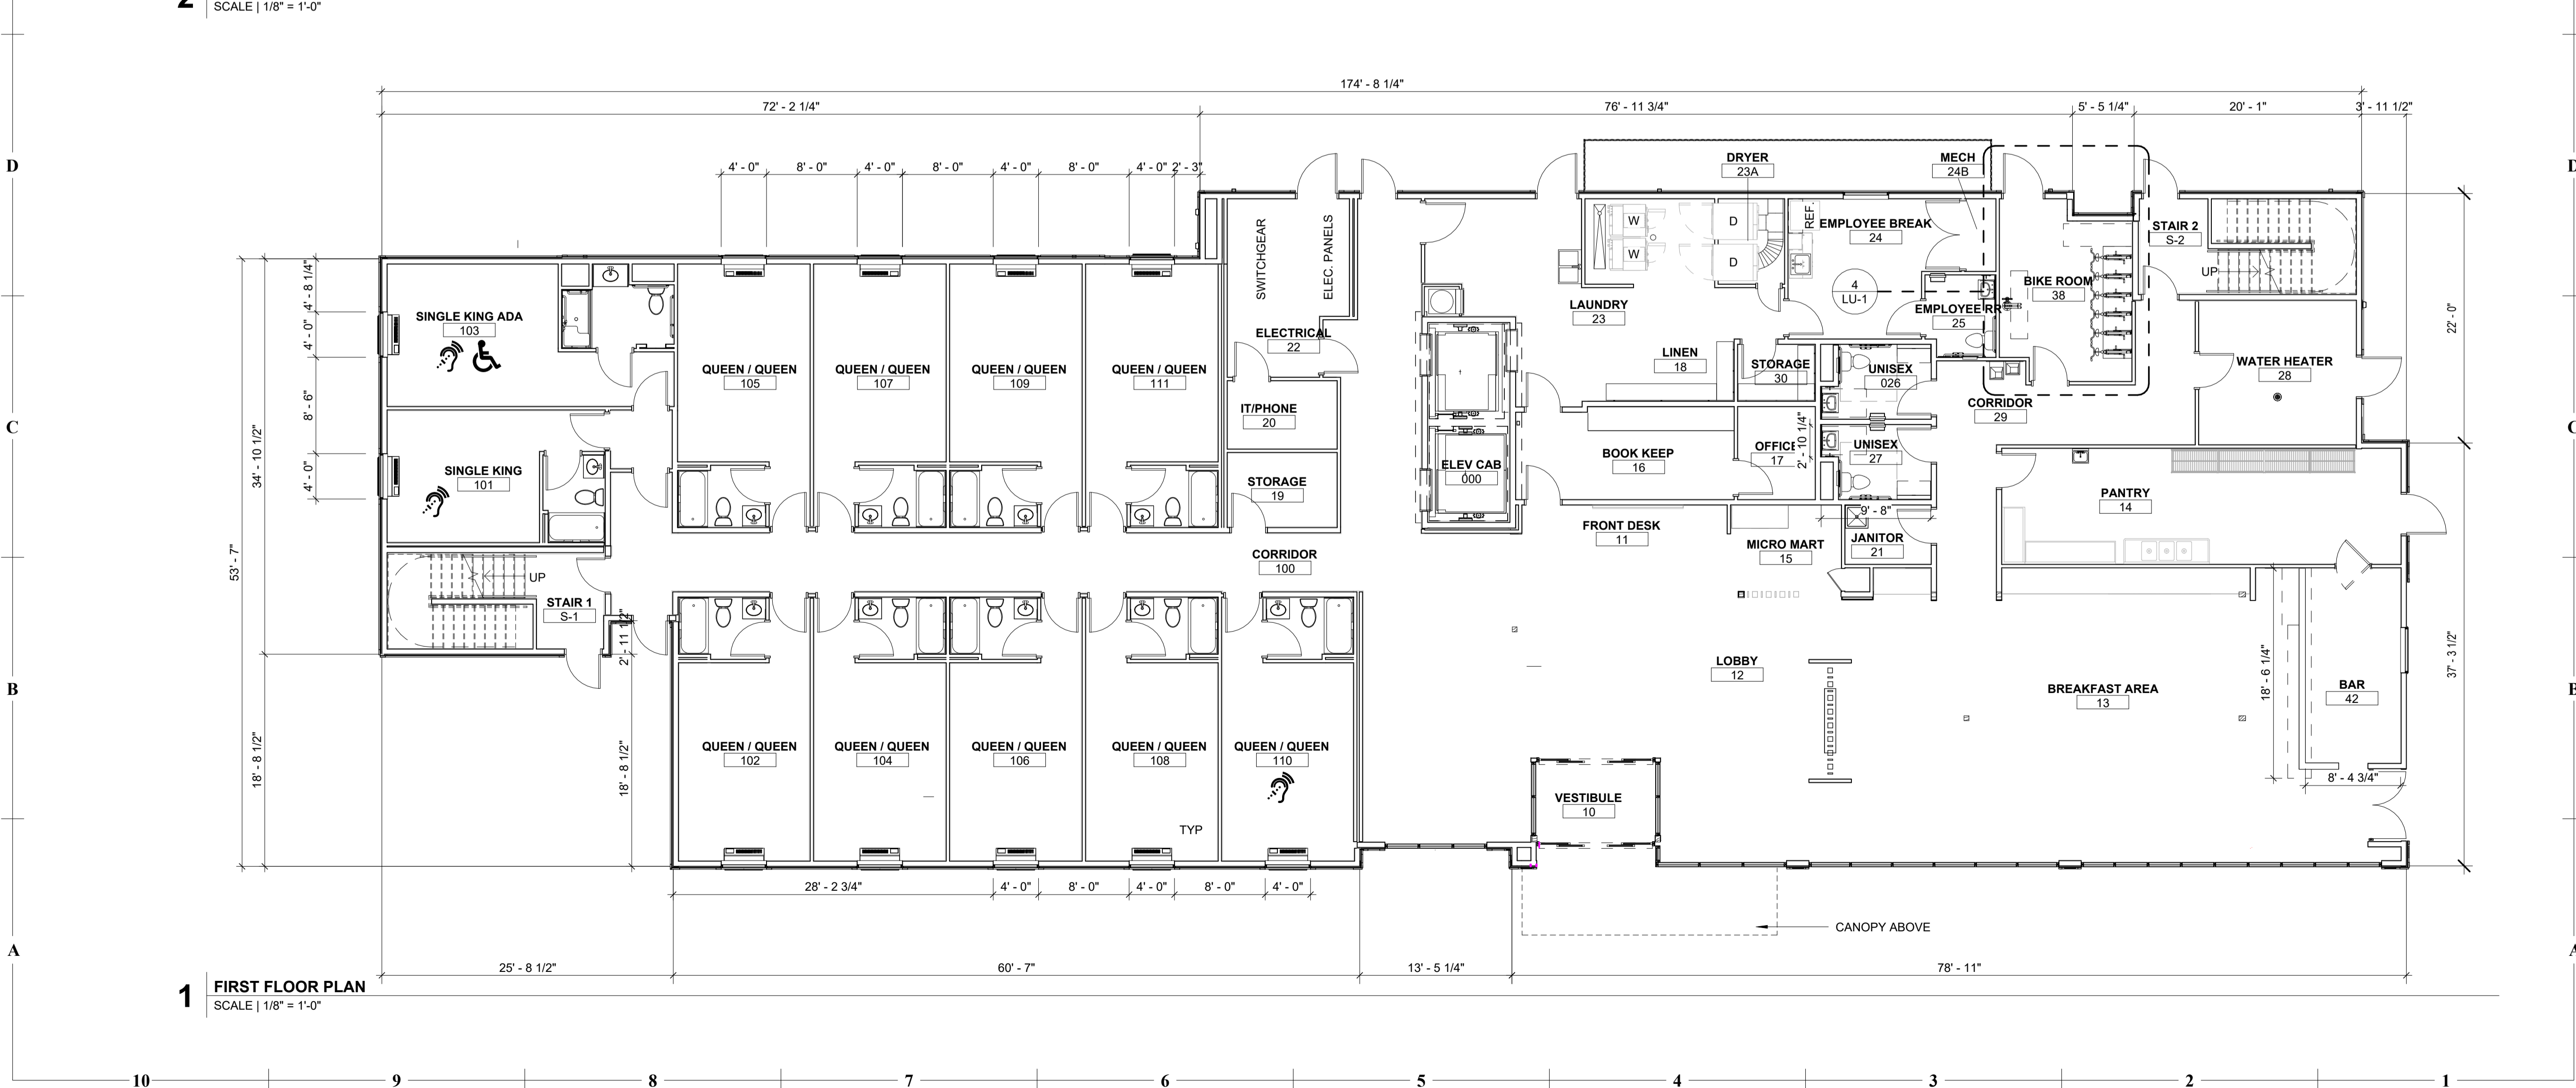 2
SCALE | 1/8" = 1'-0"
174' - 8 1/4"
72' - 2 1/4"
76' - 11 3/4"
5' - 5 1/4"
20' - 1"
3' - 11 1/2"
D
D
4' - 0"
8' - 0"
4' - 0"
8' - 0"
4' - 0"
8' - 0"
4' - 0"
2' - 3"
DRYER
23A
MECH
24B
SWITCHGEAR
ELEC. PANELS
W
W
D
D
REF.
EMPLOYEE BREAK
24
STAIR 2
S-2
UP
4
LU-1
BIKE ROOM
38
EMPLOYEE RR
25
4' - 8 1/4"
4' - 0"
8' - 6"
4' - 0"
SINGLE KING ADA
103
LAUNDRY
23
ELECTRICAL
22
22' - 0"
LINEN
18
STORAGE
30
UNISEX
026
WATER HEATER
28
QUEEN / QUEEN
105
QUEEN / QUEEN
107
QUEEN / QUEEN
109
QUEEN / QUEEN
111
IT/PHONE
20
CORRIDOR
29
C
C
34' - 10 1/2"
SINGLE KING
101
BOOK KEEP
16
OFFICE
17
2' - 10 1/4"
UNISEX
27
ELEV CAB
000
STORAGE
19
PANTRY
14
FRONT DESK
11
9' - 8"
MICRO MART
15
JANITOR
21
53' - 7"
CORRIDOR
100
UP
STAIR 1
S-1
2' - 11 1/2"
LOBBY
12
18' - 6 1/4"
37' - 3 1/2"
B
B
BREAKFAST AREA
13
BAR
42
18' - 8 1/2"
18' - 8 1/2"
QUEEN / QUEEN
102
QUEEN / QUEEN
104
QUEEN / QUEEN
106
QUEEN / QUEEN
108
QUEEN / QUEEN
110
8' - 4 3/4"
VESTIBULE
10
TYP
28' - 2 3/4"
4' - 0"
8' - 0"
4' - 0"
8' - 0"
4' - 0"
CANOPY ABOVE
A
A
25' - 8 1/2"
60' - 7"
13' - 5 1/4"
78' - 11"
1
FIRST FLOOR PLAN
SCALE | 1/8" = 1'-0"
10
9
8
7
6
5
4
3
2
1